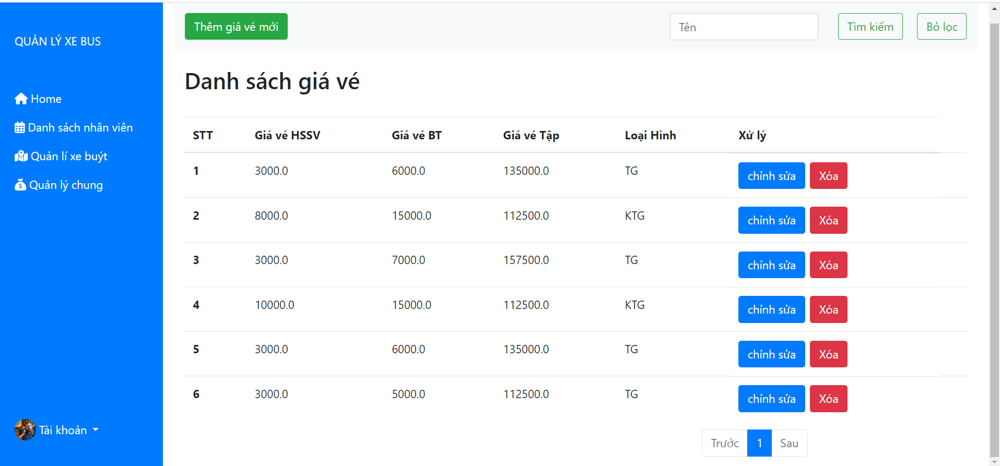 QUẢN LÝ XE BUS
Home
Danh sách nhân viên
Quản lí xe buýt
Quản lý chung
Tài khoản
Thêm giá vé mới
Tên
Tìm kiếm
Bỏ lọc
Danh sách giá vé
STT Giá vé HSSV Giá vé BT Giá vé Tập Loại Hình Xử lý
1 3000.0 6000.0 135000.0 TG chỉnh sửa Xóa
2 8000.0 15000.0 112500.0 KTG chỉnh sửa Xóa
3 3000.0 7000.0 157500.0 TG chỉnh sửa Xóa
4 10000.0 15000.0 112500.0 KTG chỉnh sửa Xóa
5 3000.0 6000.0 135000.0 TG chỉnh sửa Xóa
6 3000.0 5000.0 112500.0 TG chỉnh sửa Xóa
Trước 1 Sau